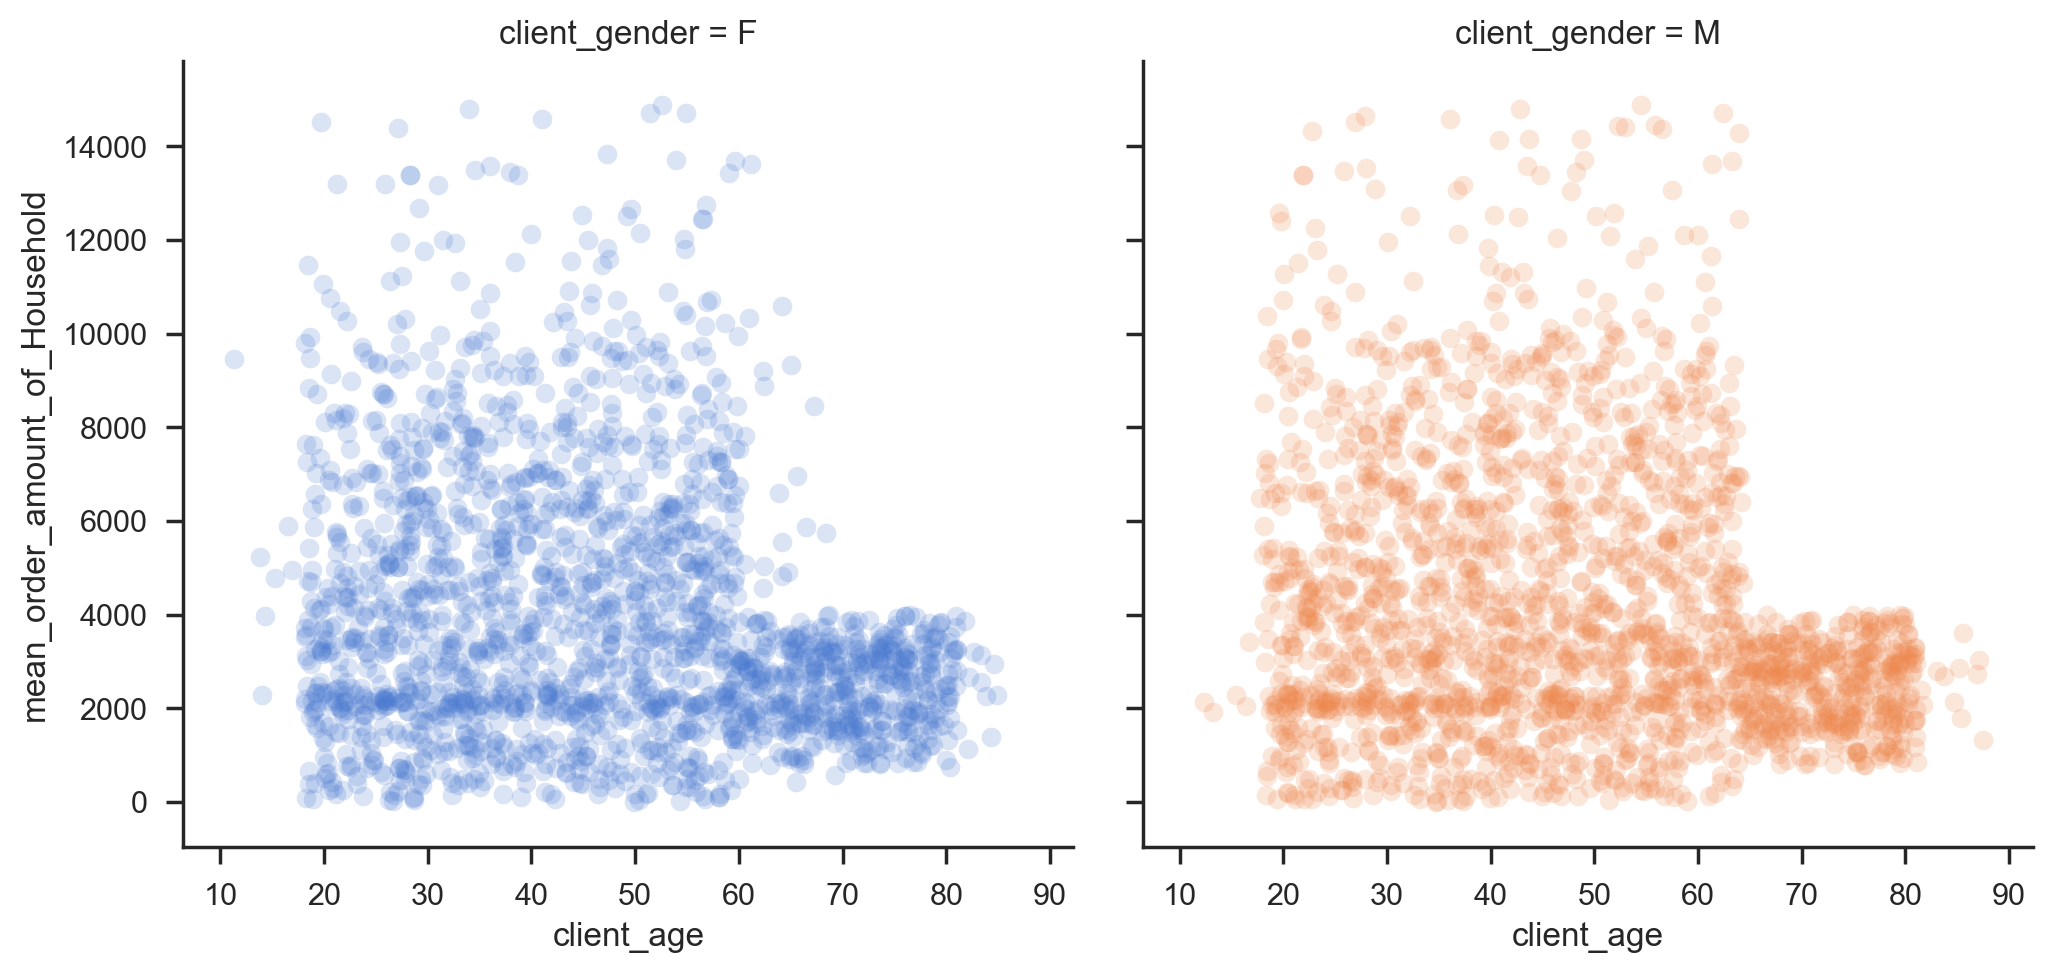 client_gender = F
client_gender = M
mean_order_amount_of_Household
14000
12000
10000
8000
6000
4000
2000
0
10 20 30 40 50 60 70 80 90
10 20 30 40 50 60 70 80 90
client_age
client_age